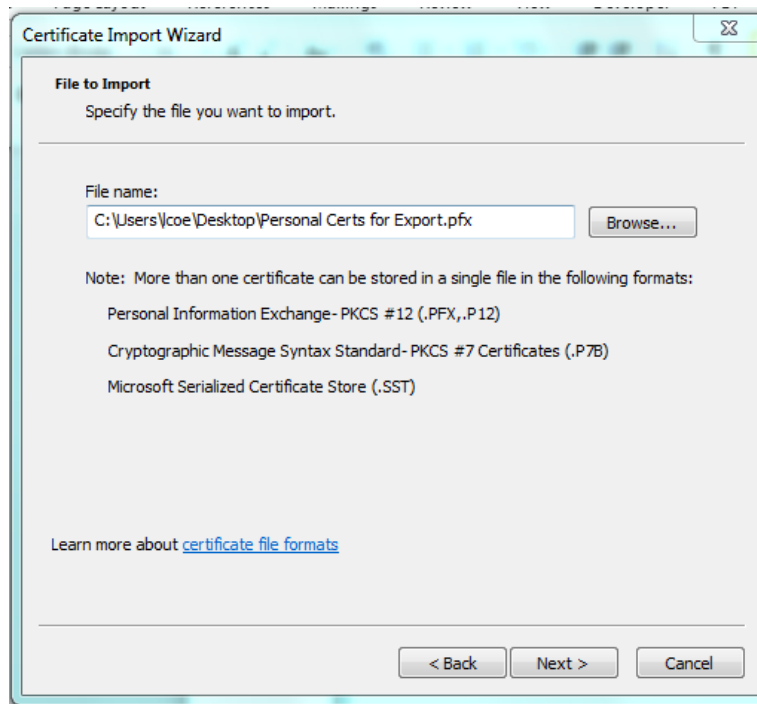 Certificate Import Wizard
File to Import
Specify the file you want to import.
File name:
C:\Users\lcoe\Desktop\Personal Certs for Export.pfx
Browse...
Note: More than one certificate can be stored in a single file in the following formats:
Personal Information Exchange- PKCS #12 (.PFX,.P12)
Cryptographic Message Syntax Standard- PKCS #7 Certificates (.P7B)
Microsoft Serialized Certificate Store (.SST)
Learn more about certificate file formats
< Back Next > Cancel